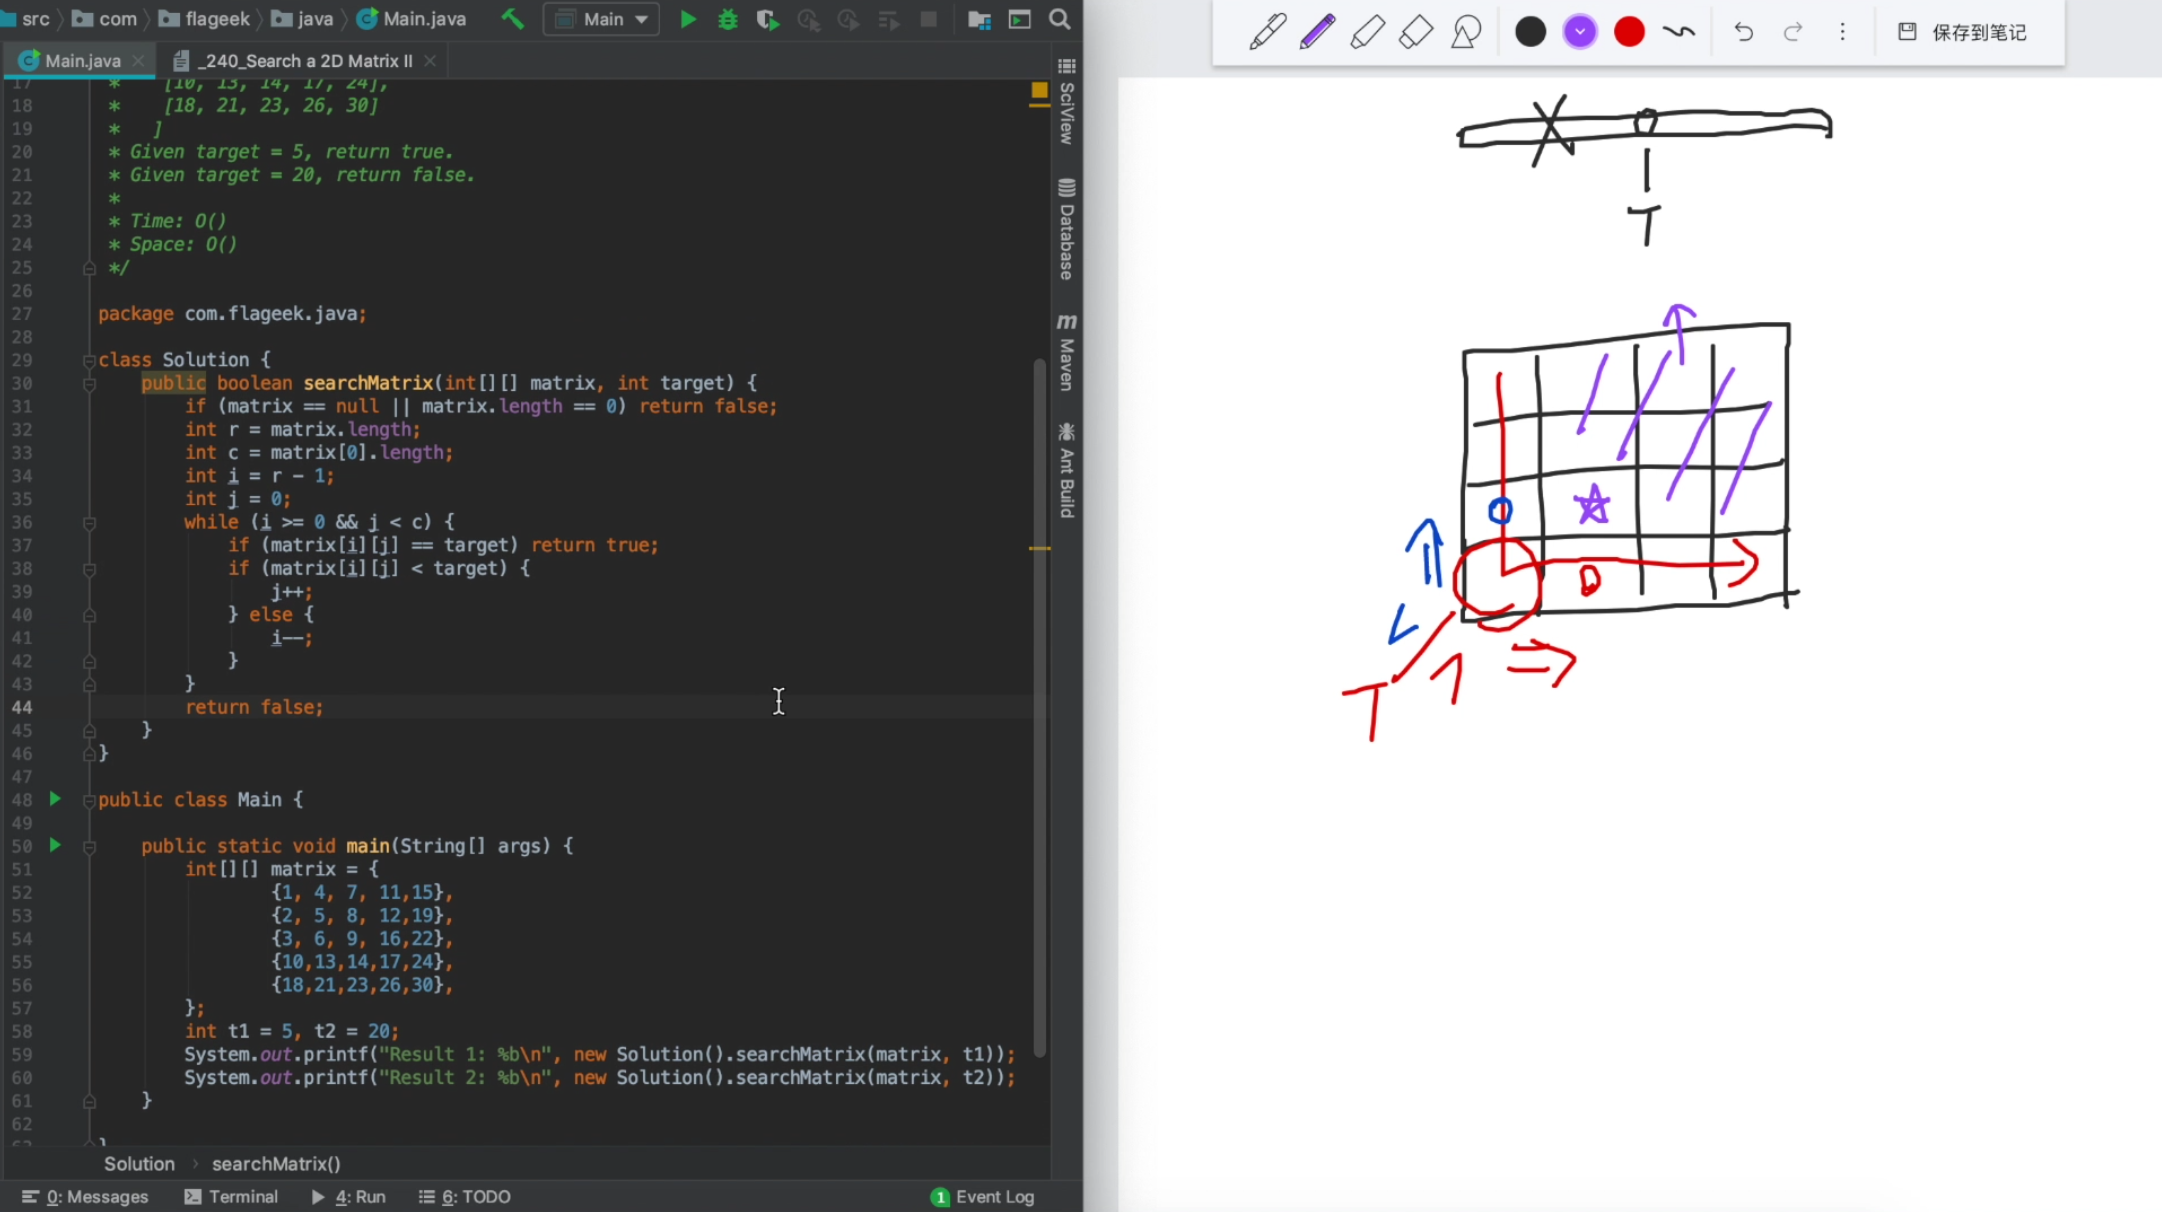 src com flageek java Main.java Main
Main.java _240_Search a 2D Matrix II
保存到笔记
17 * [10, 13, 14, 17, 24],
18 * [18, 21, 23, 26, 30]
19 * ]
20 * Given target = 5, return true.
21 * Given target = 20, return false.
22 *
23 * Time: O()
24 * Space: O()
25 */
26
27 package com.flageek.java;
28
29 class Solution {
30 public boolean searchMatrix(int[][] matrix, int target) {
31 if (matrix == null || matrix.length == 0) return false;
32 int r = matrix.length;
33 int c = matrix[0].length;
34 int i = r - 1;
35 int j = 0;
36 while (i >= 0 && j < c) {
37 if (matrix[i][j] == target) return true;
38 if (matrix[i][j] < target) {
39 j++;
40 } else {
41 i--;
42 }
43 }
44 return false;
45 }
46 }
47
48 public class Main {
49
50 public static void main(String[] args) {
51 int[][] matrix = {
52 {1, 4, 7, 11,15},
53 {2, 5, 8, 12,19},
54 {3, 6, 9, 16,22},
55 {10,13,14,17,24},
56 {18,21,23,26,30},
57 };
58 int t1 = 5, t2 = 20;
59 System.out.printf("Result 1: %b\n", new Solution().searchMatrix(matrix, t1));
60 System.out.printf("Result 2: %b\n", new Solution().searchMatrix(matrix, t2));
61 }
62
63 }
SciView
Database
m Maven
Ant Build
Solution searchMatrix()
0: Messages Terminal 4: Run 6: TODO 1 Event Log
T
T